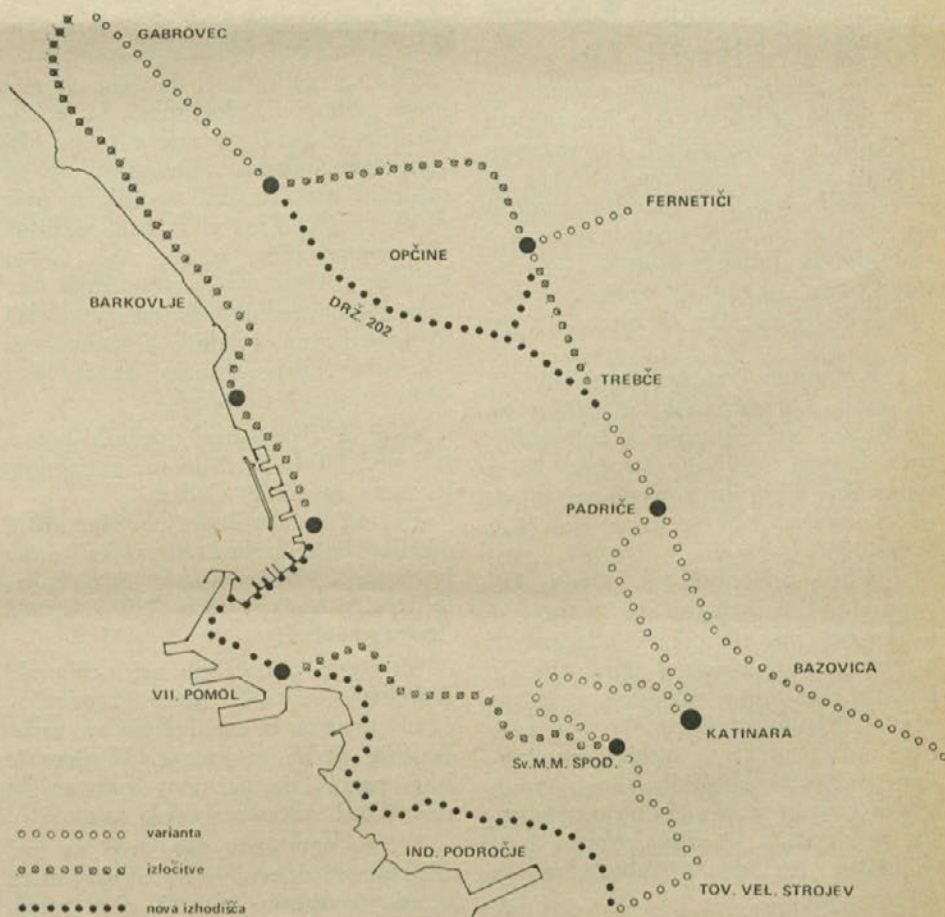 GABROVEC
FERNETIČI
OPČINE
BARKOVLJE
DRŽ. 202
TREBČE
PADRIČE
BAZOVICA
VII. POMOL
KATINARA
Sv.M.M. SPOD.
varianta
IND. PODROČJE
izločitve
TOV. VEL. STROJEV
nova izhodišča